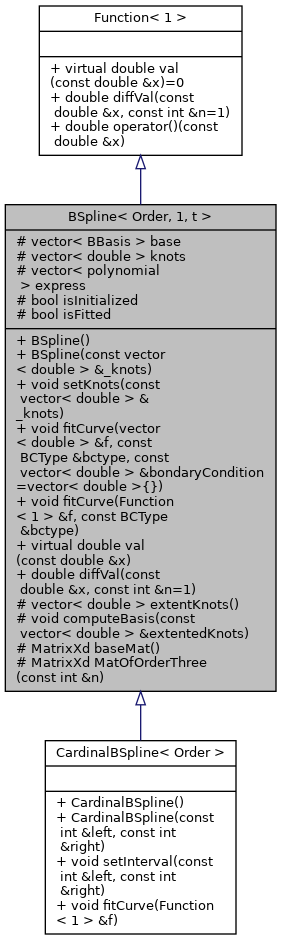 Function< 1 >
+ virtual double val
(const double &x)=0
+ double diffVal(const
double &x, const int &n=1)
+ double operator()(const
double &x)
BSpline< Order, 1, t >
# vector< BBasis > base
# vector< double > knots
# vector< polynomial
> express
# bool isInitialized
# bool isFitted
+ BSpline()
+ BSpline(const vector
< double > &_knots)
+ void setKnots(const
vector< double > &
_knots)
+ void fitCurve(vector
< double > &f, const
BCType &bctype, const
vector< double > &bondaryCondition
=vector< double >{})
+ void fitCurve(Function
< 1 > &f, const BCType
&bctype)
+ virtual double val
(const double &x)
+ double diffVal(const
double &x, const int &n=1)
# vector< double > extentKnots()
# void computeBasis(const
vector< double > &extentedKnots)
# MatrixXd baseMat()
# MatrixXd MatOfOrderThree
(const int &n)
CardinalBSpline< Order >
+ CardinalBSpline()
+ CardinalBSpline(const
int &left, const int
&right)
+ void setInterval(const
int &left, const int
&right)
+ void fitCurve(Function
< 1 > &f)